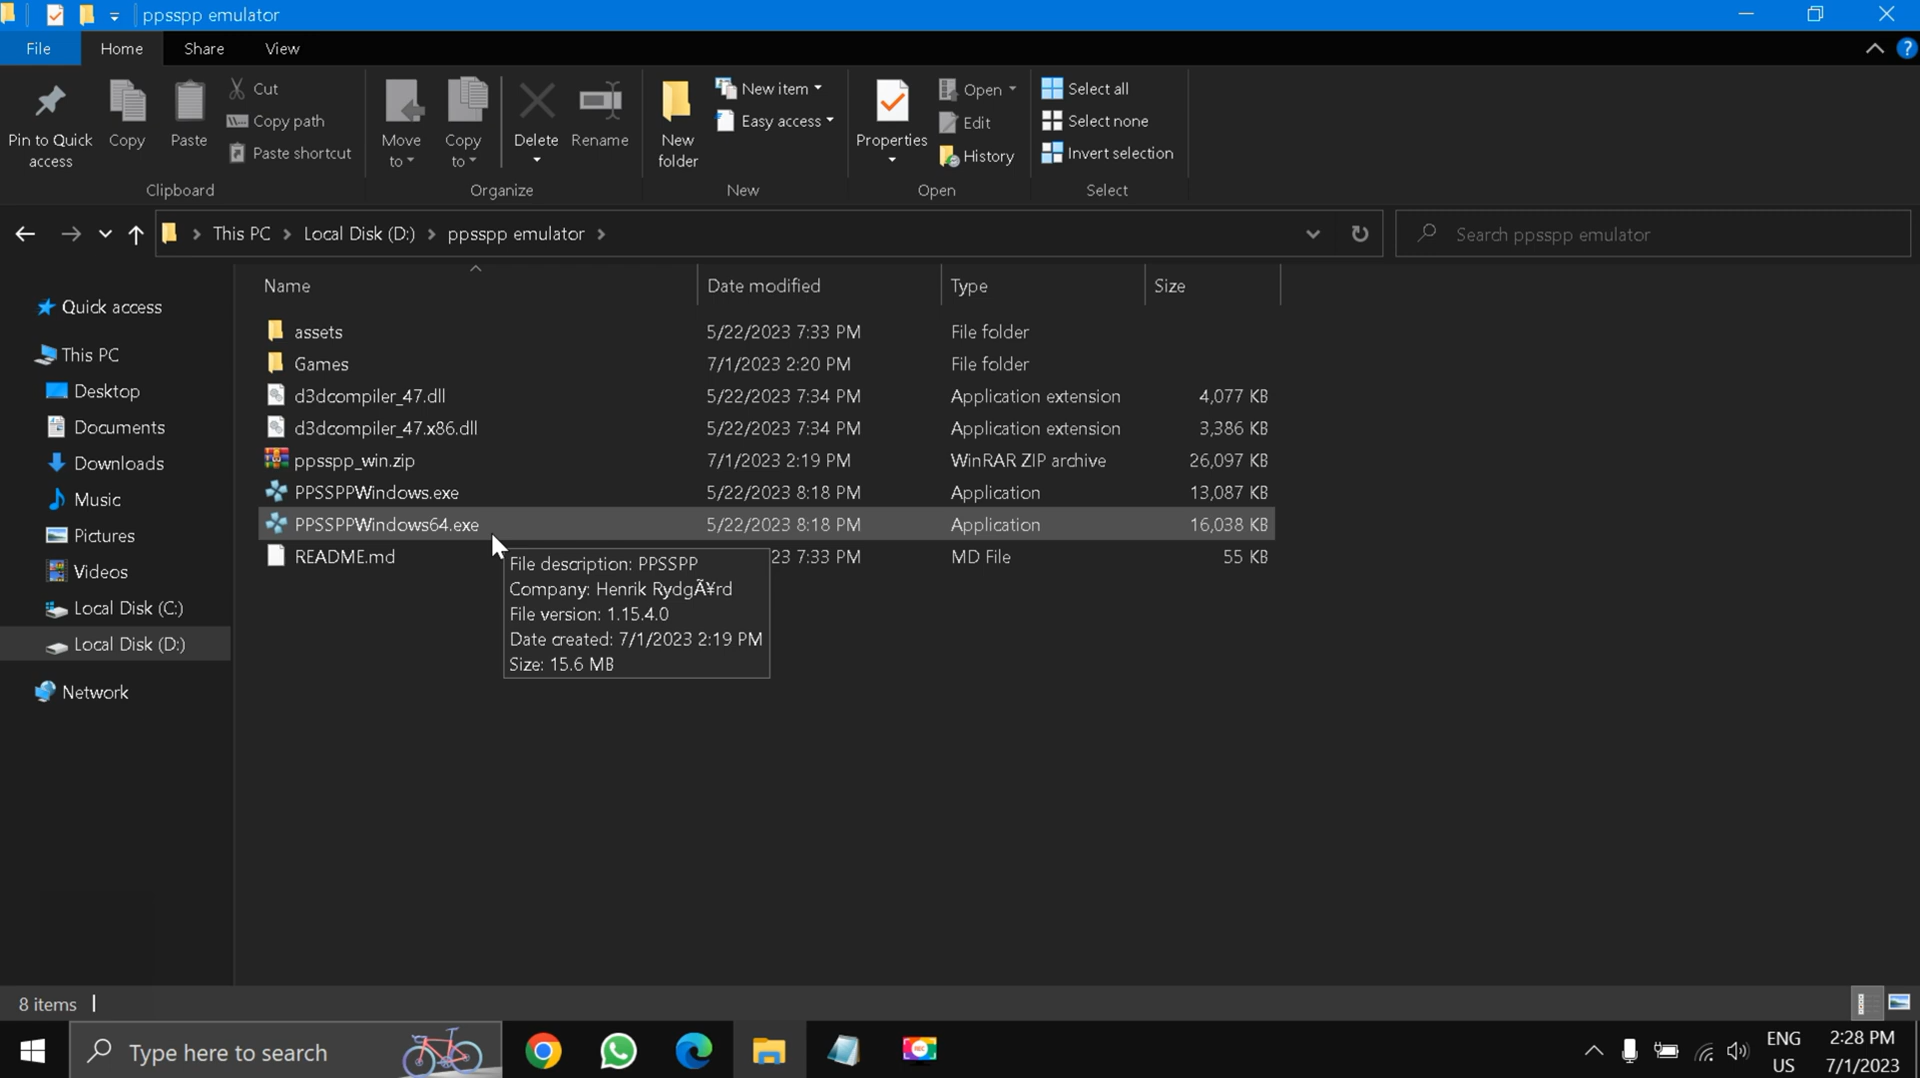 ppsspp emulator
File Home Share View
Pin to Quick access
Copy
Paste
Cut
Copy path
Paste shortcut
Clipboard
Move to
Copy to
Delete
Rename
Organize
New folder
New item
Easy access
New
Properties
Open
Edit
History
Open
Select all
Select none
Invert selection
Select
This PC > Local Disk (D:) > ppsspp emulator >
Search ppsspp emulator
Quick access
This PC
Desktop
Documents
Downloads
Music
Pictures
Videos
Local Disk (C:)
Local Disk (D:)
Network
Name Date modified Type Size
assets 5/22/2023 7:33 PM File folder
Games 7/1/2023 2:20 PM File folder
d3dcompiler_47.dll 5/22/2023 7:34 PM Application extension 4,077 KB
d3dcompiler_47.x86.dll 5/22/2023 7:34 PM Application extension 3,386 KB
ppsspp_win.zip 7/1/2023 2:19 PM WinRAR ZIP archive 26,097 KB
PPSSPPWindows.exe 5/22/2023 8:18 PM Application 13,087 KB
PPSSPPWindows64.exe 5/22/2023 8:18 PM Application 16,038 KB
README.md 23 7:33 PM MD File 55 KB
File description: PPSSPP
Company: Henrik RydgÃ¥rd
File version: 1.15.4.0
Date created: 7/1/2023 2:19 PM
Size: 15.6 MB
8 items
Type here to search
REC
ENG
US
2:28 PM
7/1/2023